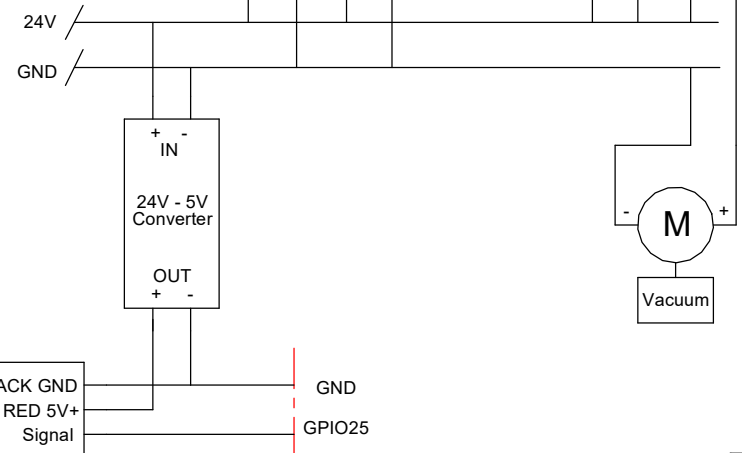 24V
GND
+ -
IN
24V - 5V
Converter
OUT
+ -
- M +
Vacuum
ACK GND
RED 5V+
Signal
GND
GPIO25